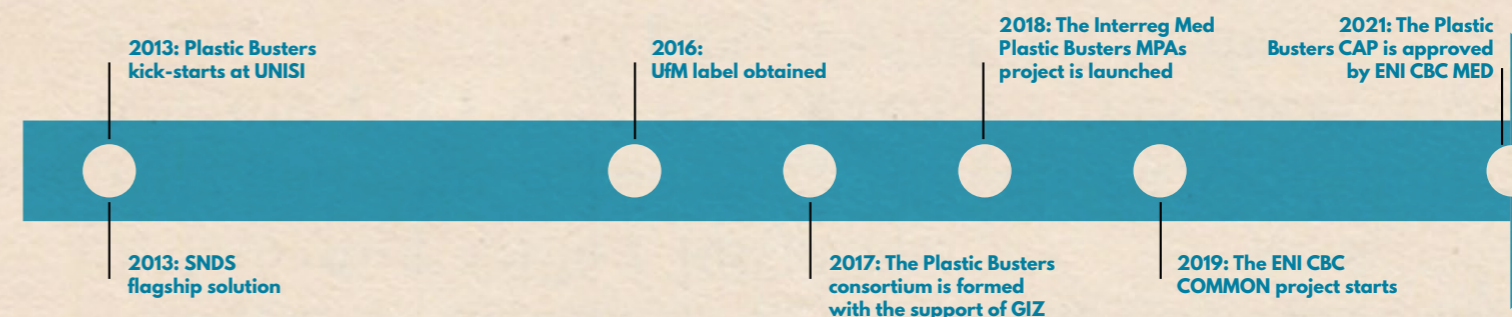 2013: Plastic Busters
kick-starts at UNISI
2016:
UfM label obtained
2018: The Interreg Med
Plastic Busters MPAs
project is launched
2021: The Plastic
Busters CAP is approved
by ENI CBC MED
2013: SNDS
flagship solution
2017: The Plastic Busters
consortium is formed
with the support of GIZ
2019: The ENI CBC
COMMON project starts